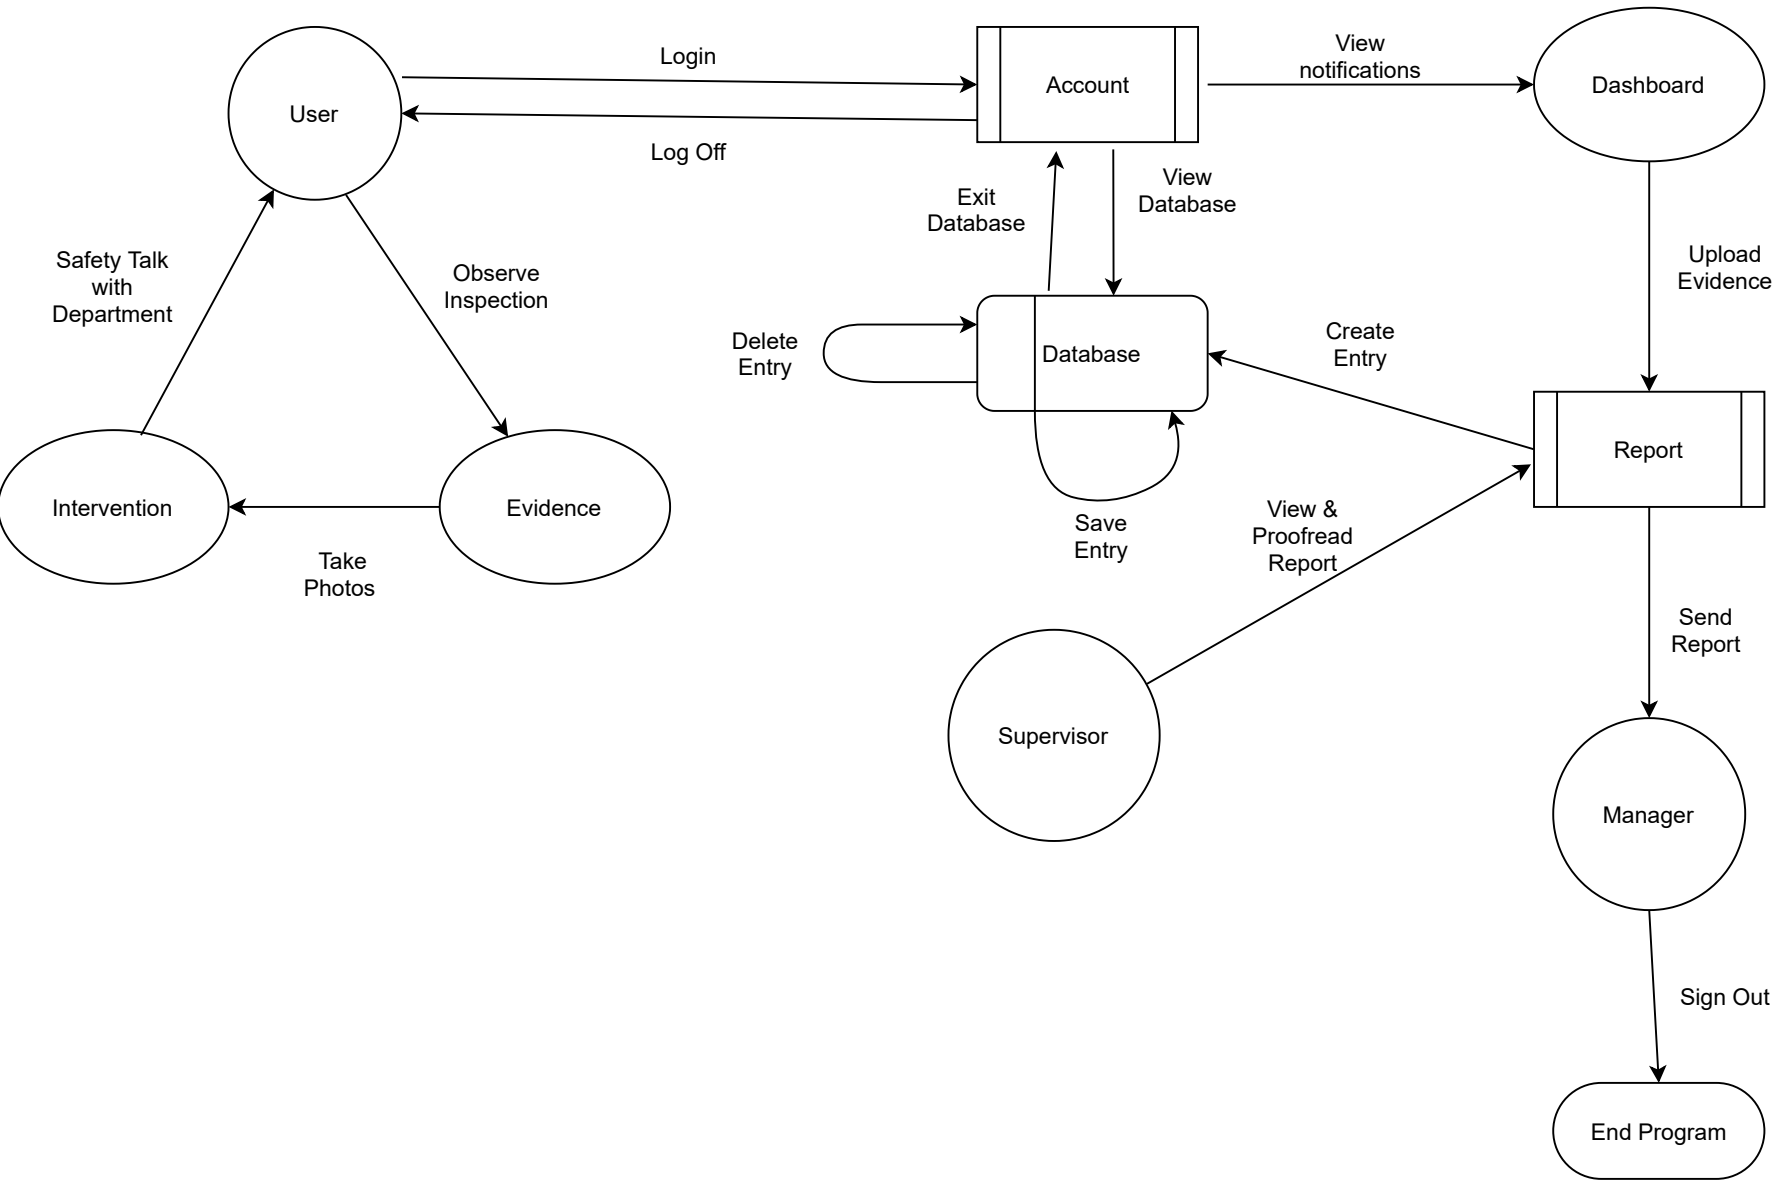 Login
View
notifications
User
Account
Dashboard
Log Off
Exit
Database
View
Database
Safety Talk
with
Department
Observe
Inspection
Upload
Evidence
Delete
Entry
Database
Create
Entry
Report
Intervention
Evidence
Take
Photos
Save
Entry
View &
Proofread
Report
Send
Report
Supervisor
Manager
Sign Out
End Program